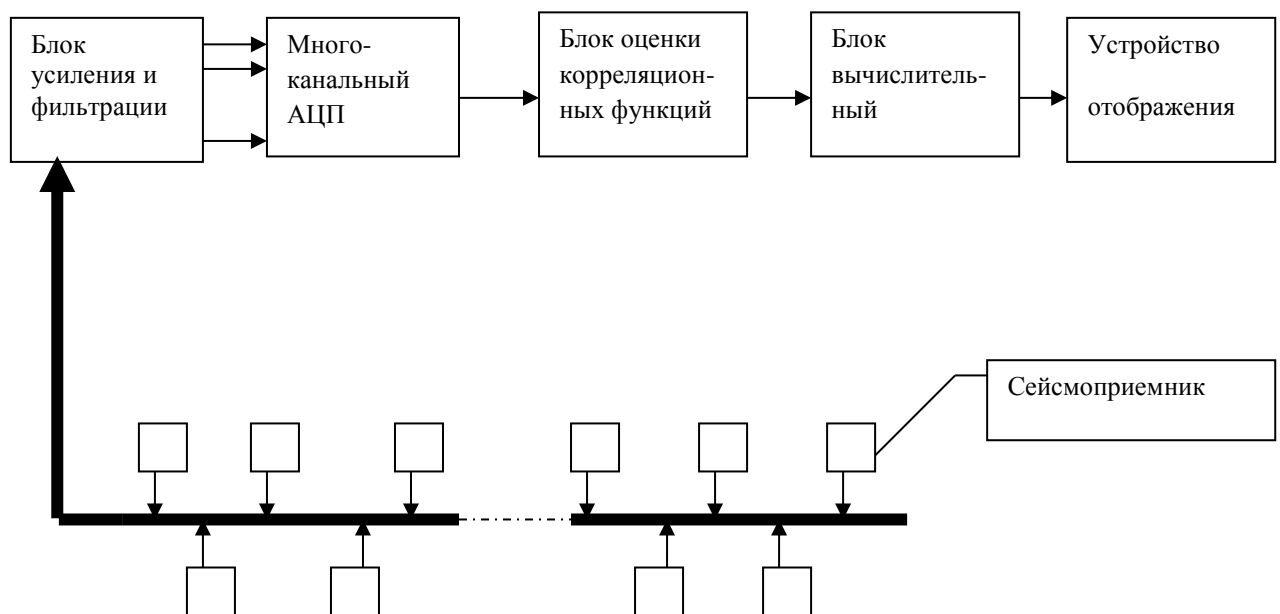 Блок
усиления и
фильтрации
Много-
канальный
АЦП
Блок оценки
корреляцион-
ных функций
Блок
вычислитель-
ный
Устройство
отображения
Сейсмоприемник